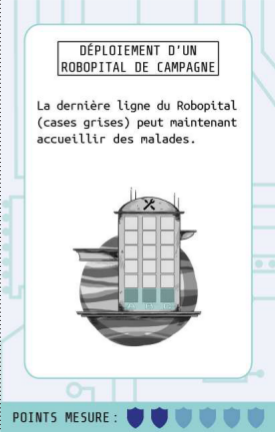 DÉPLOIEMENT D'UN
ROBOPITAL DE CAMPAGNE
La dernière ligne du Robopital
(cases grises) peut maintenant
accueillir des malades.
POINTS MESURE :